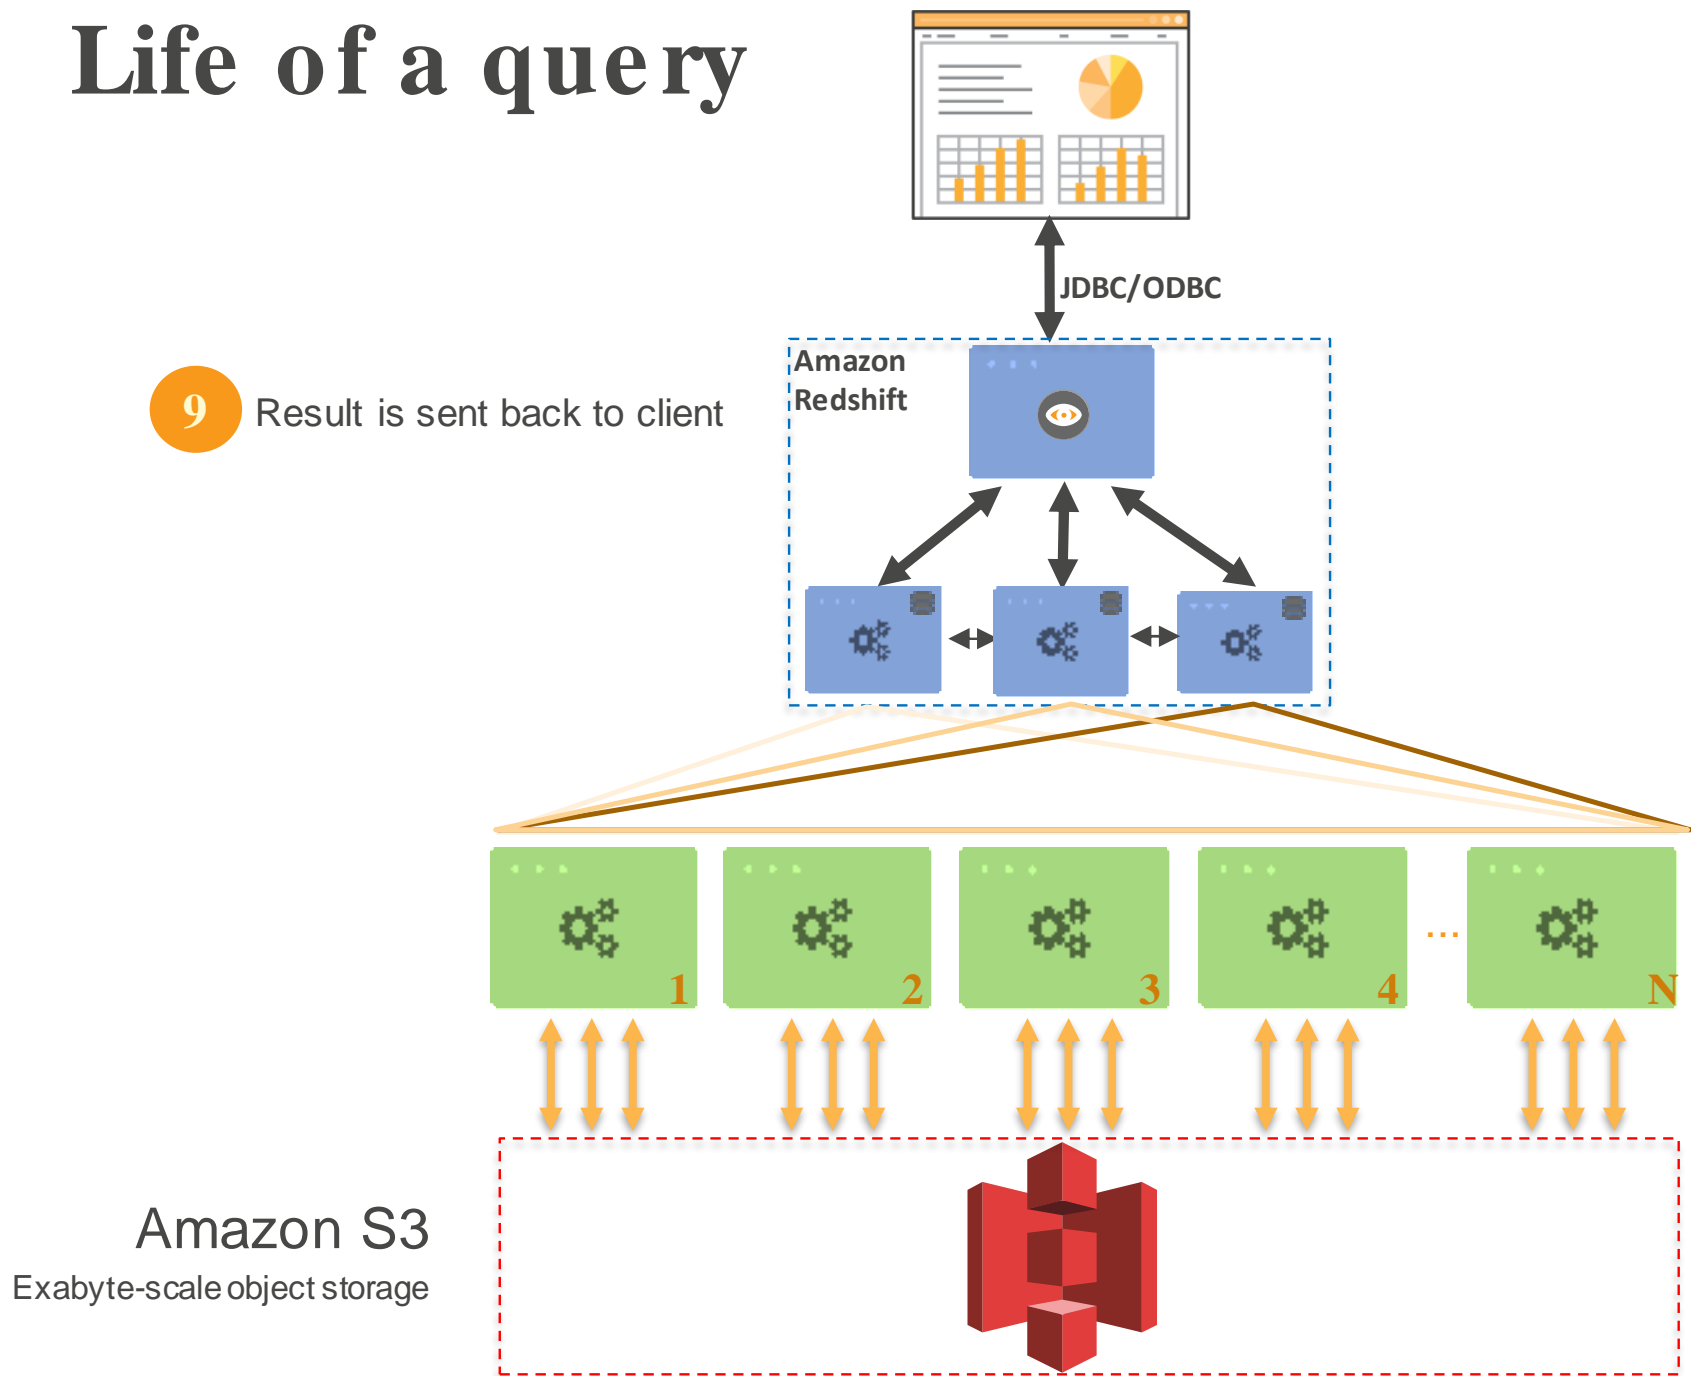 Life of a query
JDBC/ODBC
Amazon
Redshift
9
Result is sent back to client
1
2
3
4
...
N
Amazon S3
Exabyte-scale object storage